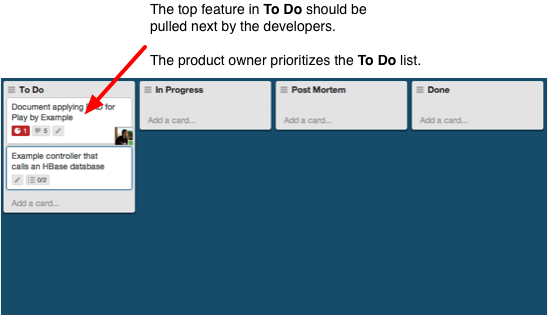 The top feature in To Do should be
pulled next by the developers.
The product owner prioritizes the To Do list.
To Do
Document applying D for
Play by Example
1 5
Example controller that
calls an HBase database
0/2
Add a card...
In Progress
Add a card...
Post Mortem
Add a card...
Done
Add a card...